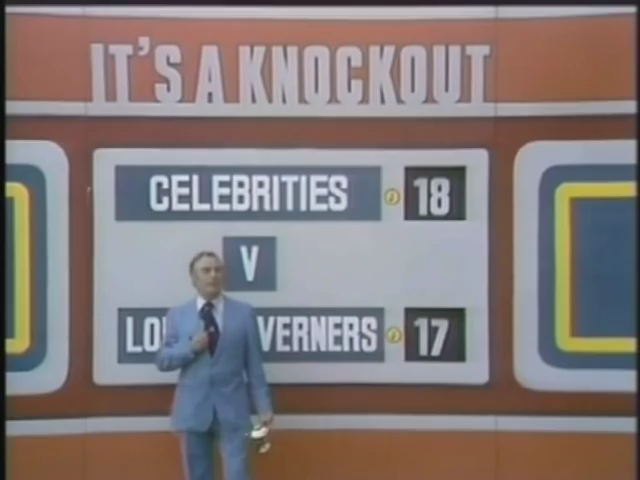 IT'S A KNOCKOUT
CELEBRITIES 18
V
LO VERNERS 17